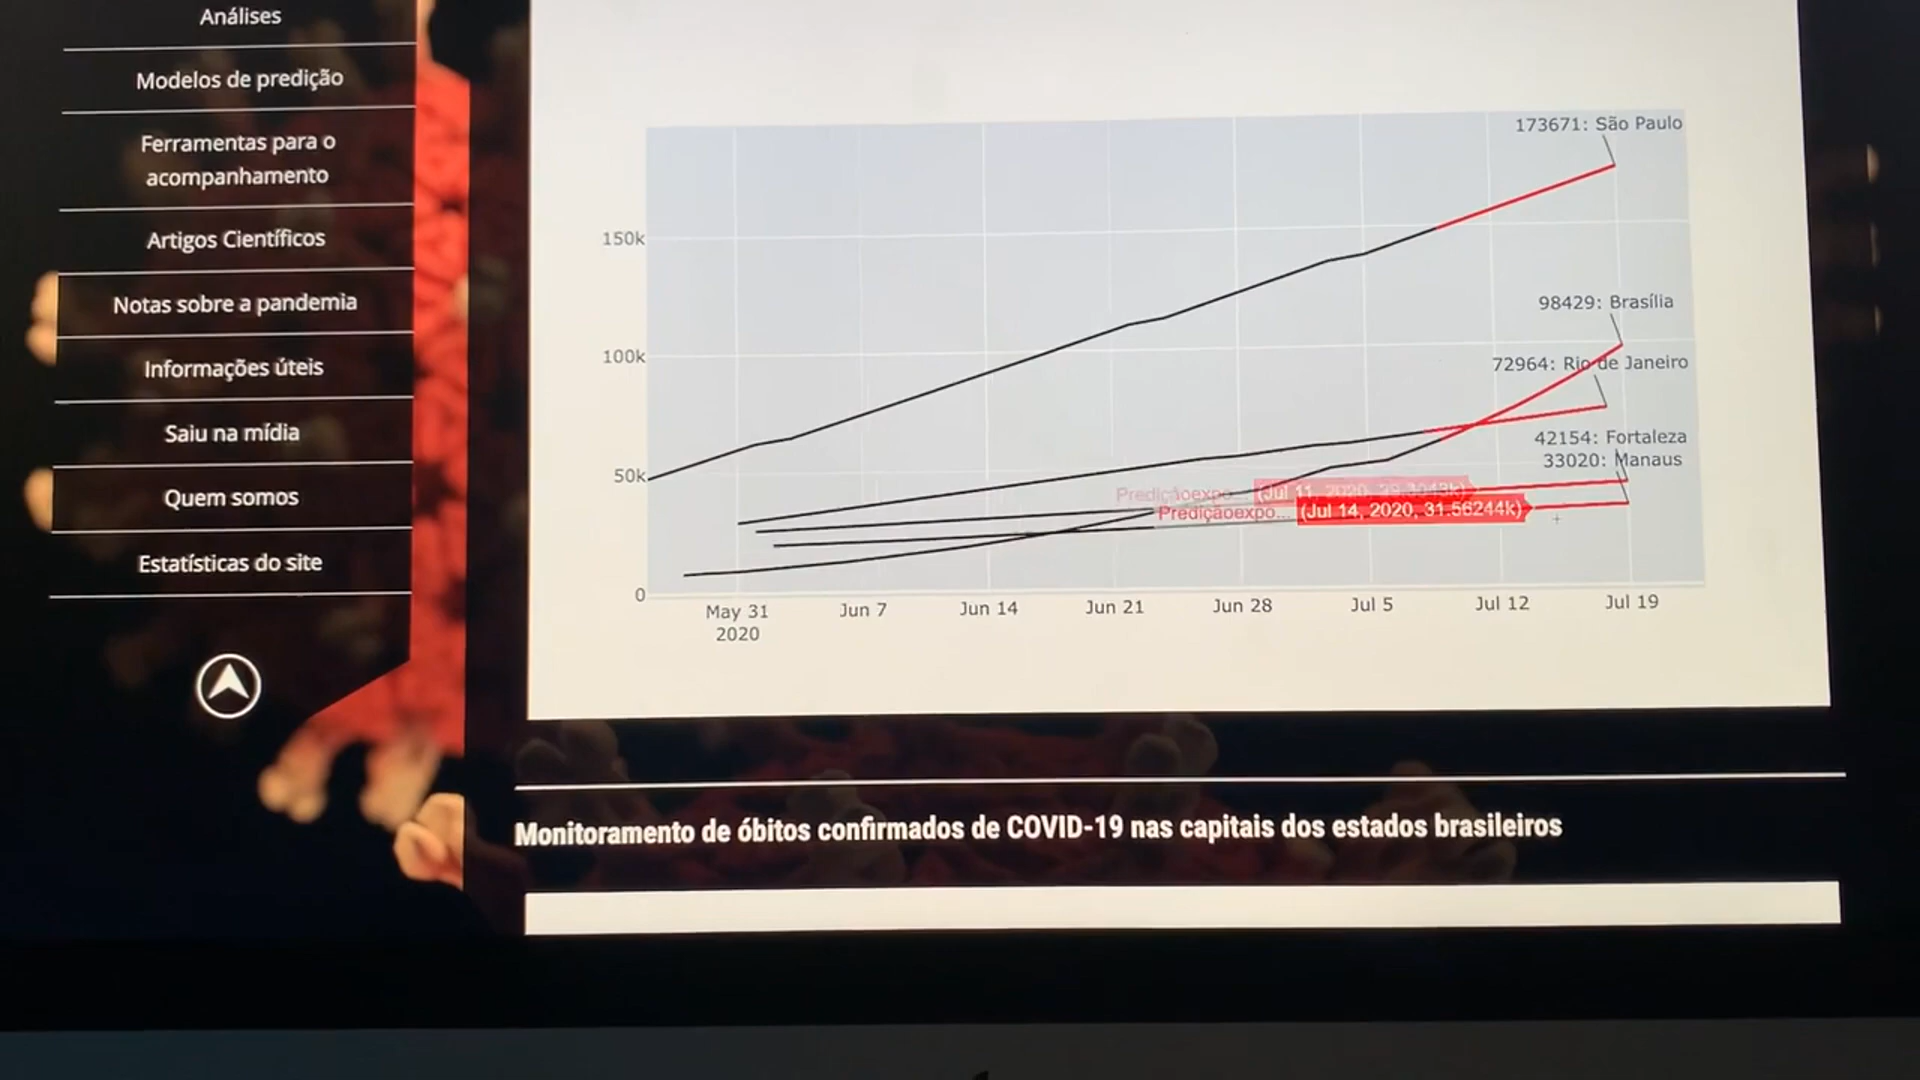 Análises
Modelos de predição
Ferramentas para o
acompanhamento
Artigos Científicos
Notas sobre a pandemia
Informações úteis
Saiu na mídia
Quem somos
Estatísticas do site
173671: São Paulo
150k
98429: Brasília
100k
72964: Rio de Janeiro
42154: Fortaleza
33020: Manaus
50k
Prediçãoexpo... (Jul 11, 2020,
Prediçãoexpo... (Jul 14, 2020, 31.56244k)
0
May 31
2020
Jun 7
Jun 14
Jun 21
Jun 28
Jul 5
Jul 12
Jul 19
Monitoramento de óbitos confirmados de COVID-19 nas capitais dos estados brasileiros